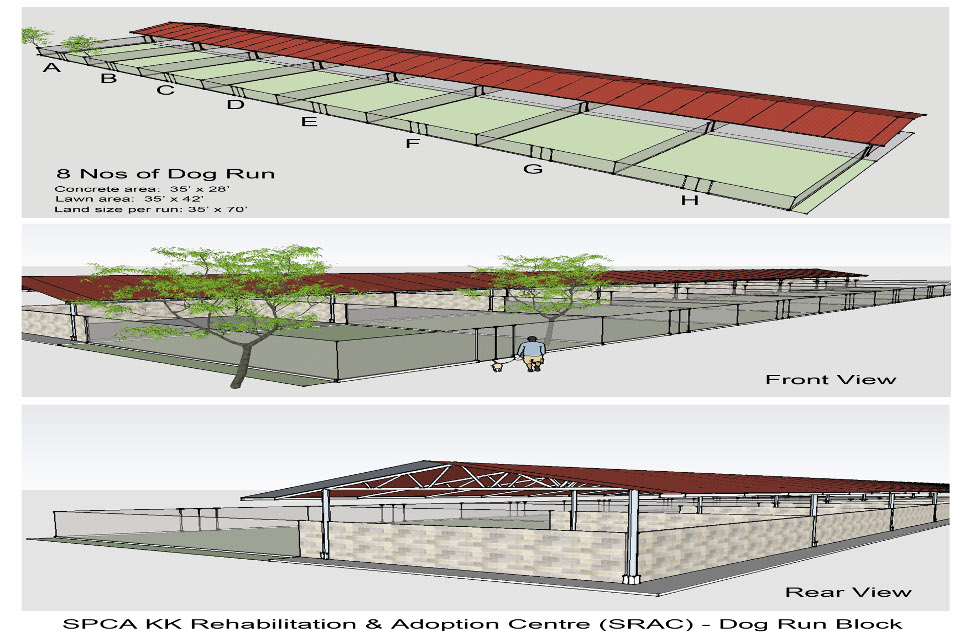 A
B
C
D
E
F
G
H
8 Nos of Dog Run
Concrete area: 35' x 28'
Lawn area: 35' x 42'
Land size per run: 35' x 70'
Front View
Rear View
SPCA KK Rehabilitation & Adoption Centre (SRAC) - Dog Run Block